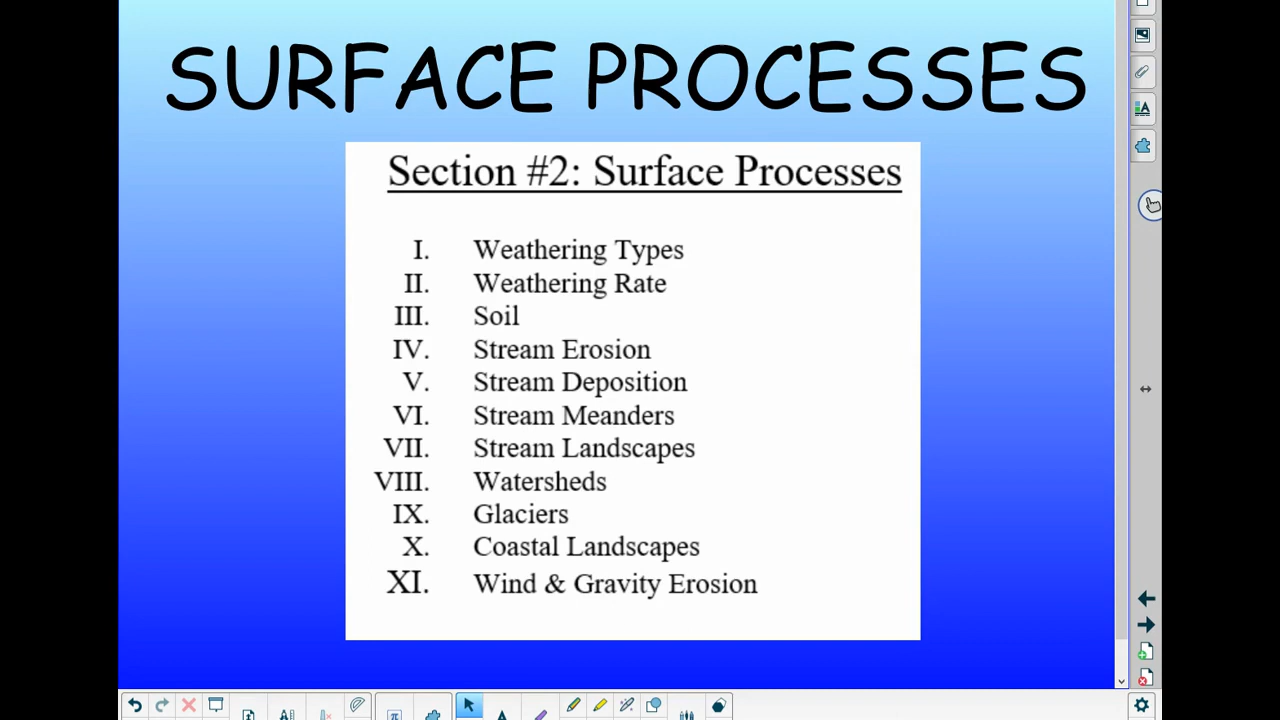 SURFACE PROCESSES
Section #2: Surface Processes
I. Weathering Types
II. Weathering Rate
III. Soil
IV. Stream Erosion
V. Stream Deposition
VI. Stream Meanders
VII. Stream Landscapes
VIII. Watersheds
IX. Glaciers
X. Coastal Landscapes
XI. Wind & Gravity Erosion